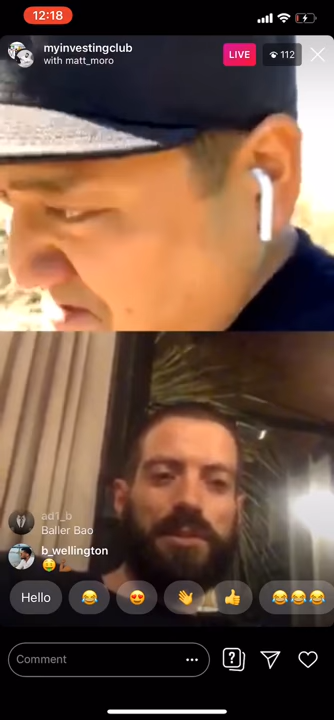 12:18
myinvestingclub
with matt_moro
LIVE
112
ad1_b
Baller Bao
b_wellington
🤑💪🏾
Hello
😂
😍
👋
👍
😂😂😂
Comment